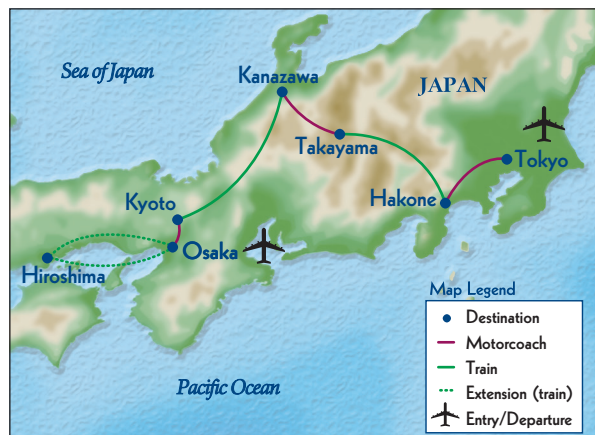 Sea of Japan
Kanazawa
JAPAN
Takayama
Tokyo
Kyoto
Hakone
Osaka
Hiroshima
Pacific Ocean
Map Legend
Destination
Motorcoach
Train
Extension (train)
Entry/Departure